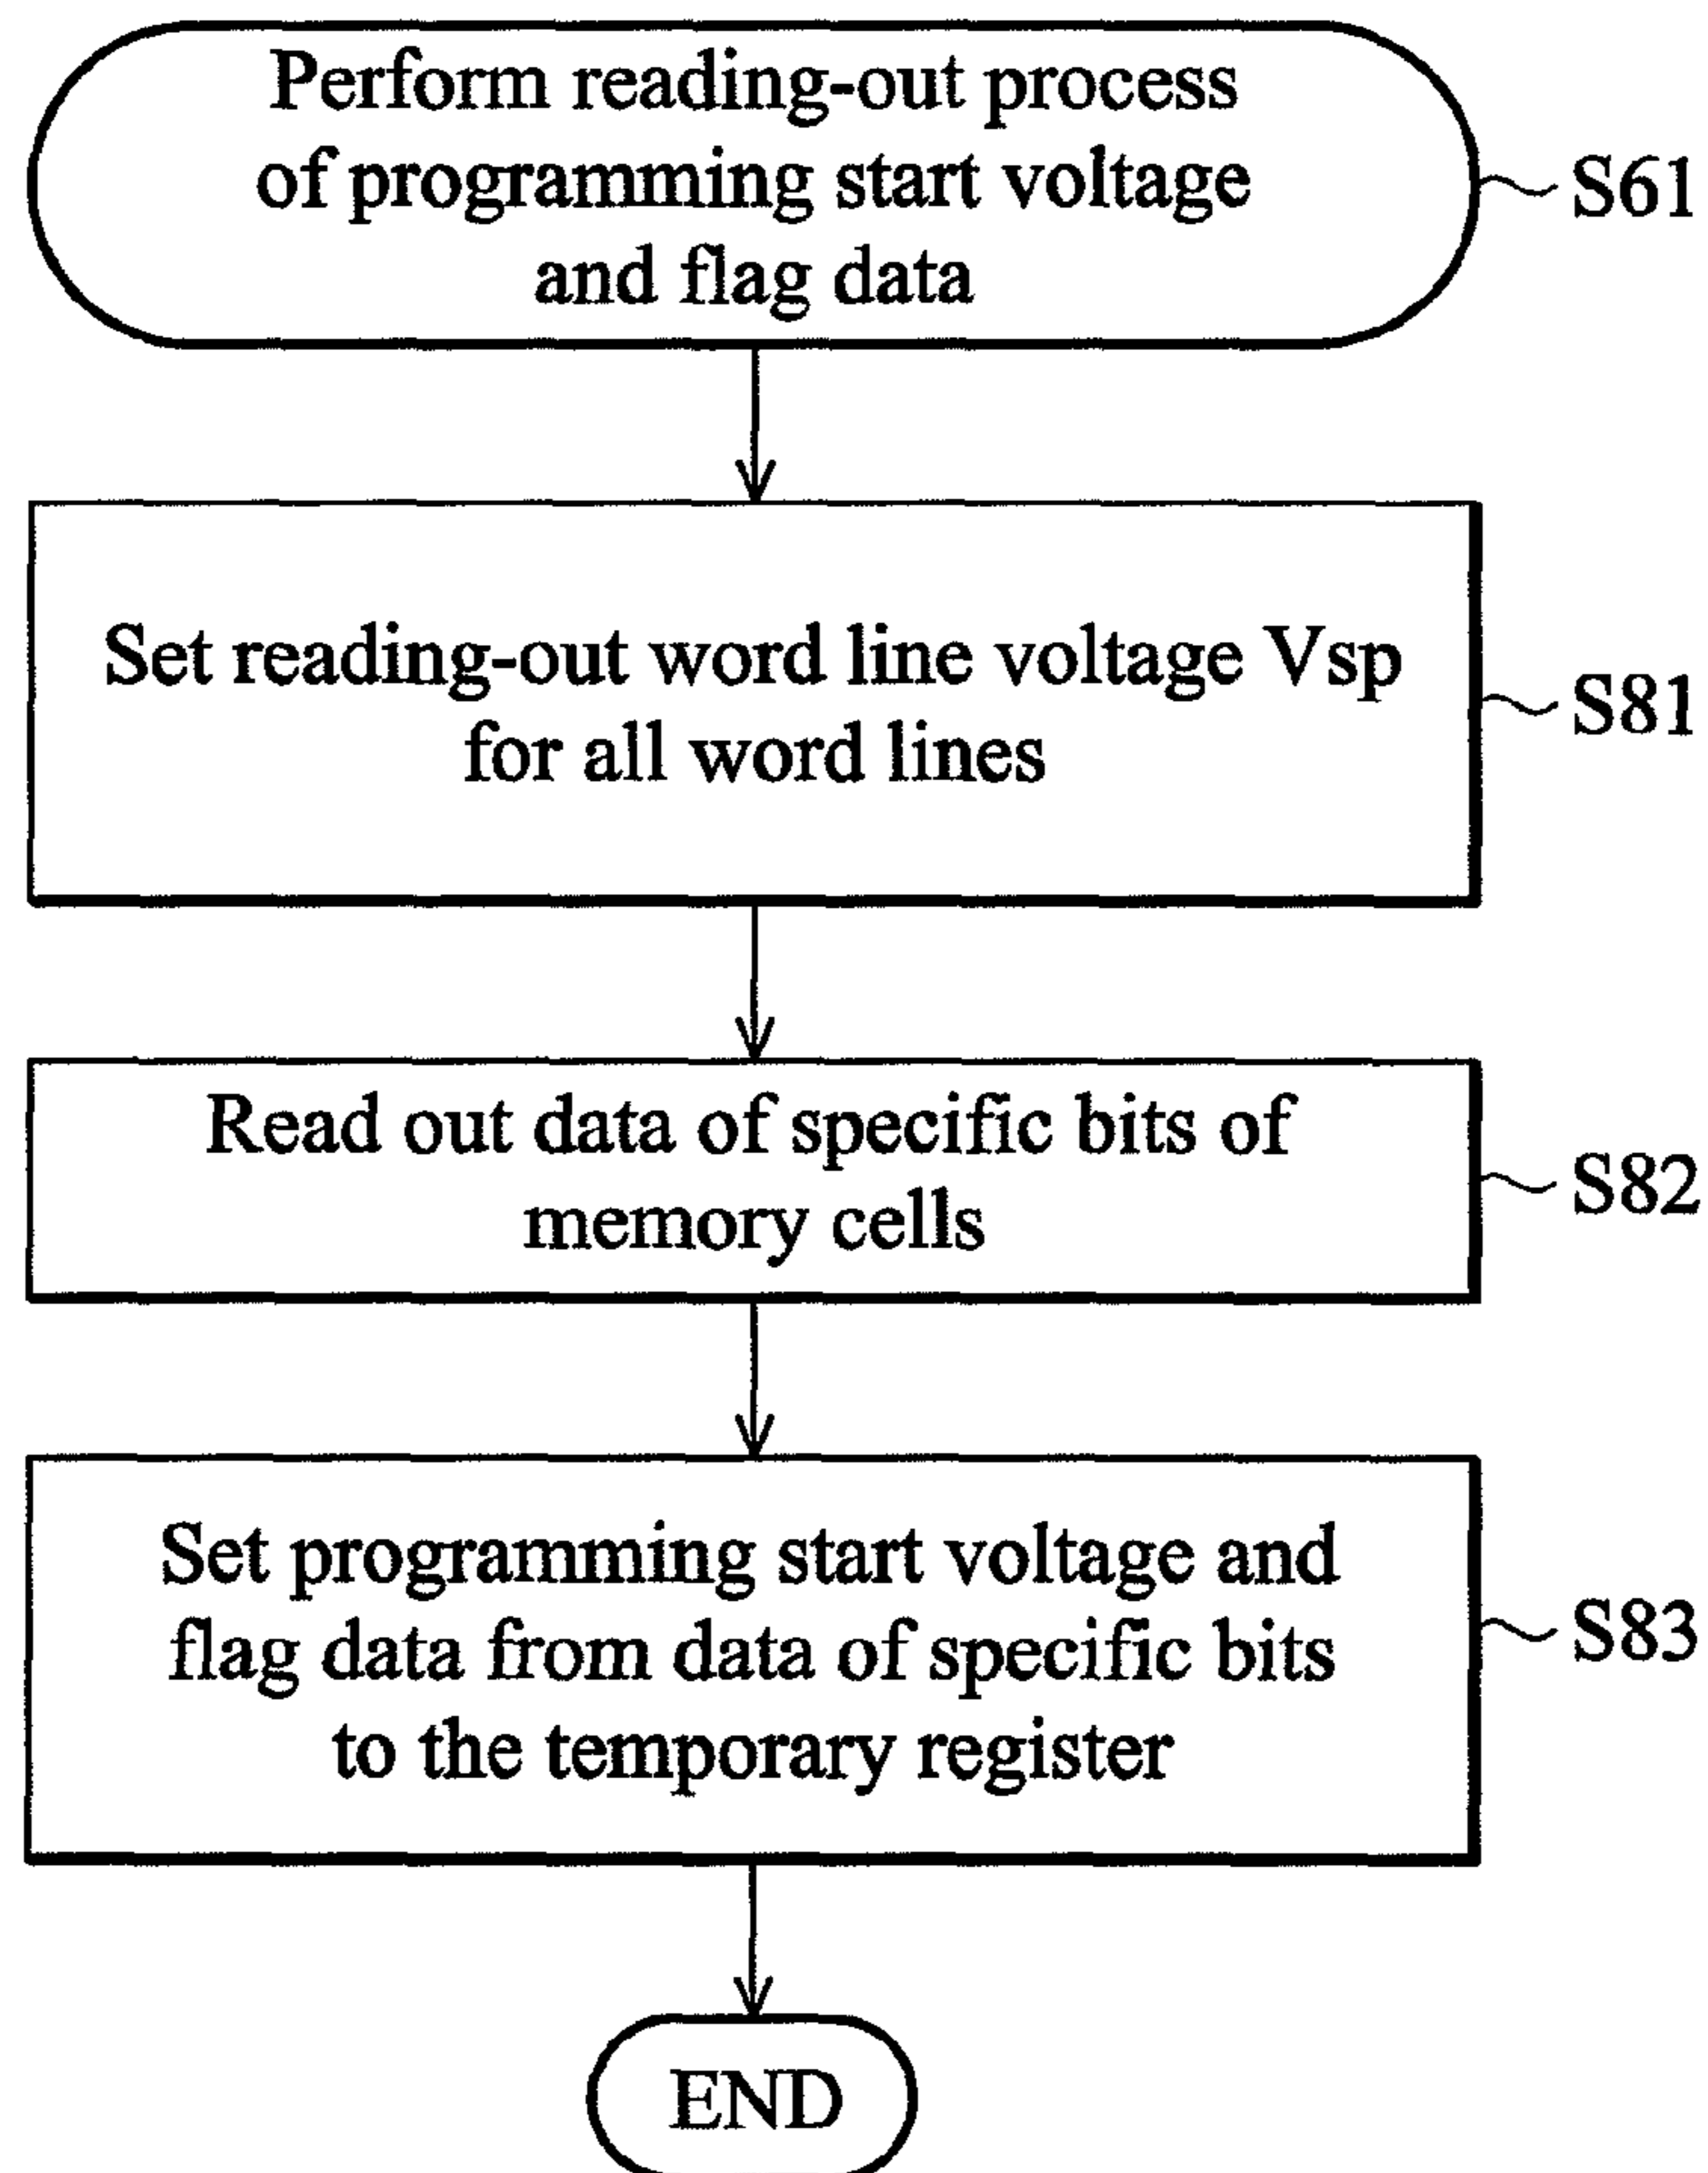 Perform reading-out process
of programming start voltage
and flag data
S61
Set reading-out word line voltage Vsp
for all word lines
S81
Read out data of specific bits of
memory cells
S82
Set programming start voltage and
flag data from data of specific bits
to the temporary register
S83
END